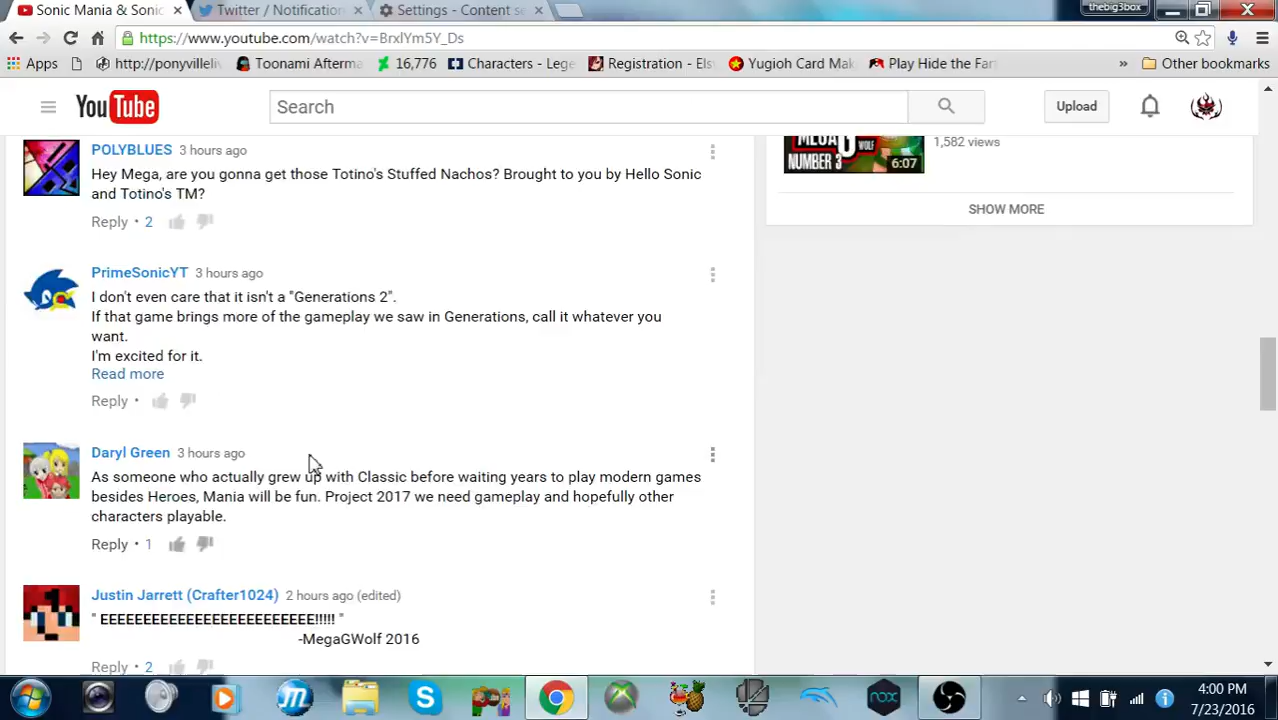 Sonic Mania & Sonic
Twitter / Notification
Settings - Content se
thebig3box
https://www.youtube.com/watch?v=BrxlYm5Y_Ds
Apps
http://ponyvilleliv
Toonami Afterma
16,776
Characters - Lege
Registration - Els
Yugioh Card Mak
Play Hide the Far
»
Other bookmarks
YouTube
Search
Upload
POLYBLUES 3 hours ago
Hey Mega, are you gonna get those Totino's Stuffed Nachos? Brought to you by Hello Sonic
and Totino's TM?
Reply • 2
MEGA G WOLF
NUMBER 3
6:07
1,582 views
SHOW MORE
PrimeSonicYT 3 hours ago
I don't even care that it isn't a "Generations 2".
If that game brings more of the gameplay we saw in Generations, call it whatever you
want.
I'm excited for it.
Read more
Reply •
Daryl Green 3 hours ago
As someone who actually grew up with Classic before waiting years to play modern games
besides Heroes, Mania will be fun. Project 2017 we need gameplay and hopefully other
characters playable.
Reply • 1
Justin Jarrett (Crafter1024) 2 hours ago (edited)
" EEEEEEEEEEEEEEEEEEEEEEEEE!!!!! "
-MegaGWolf 2016
Reply • 2
nox
4:00 PM
7/23/2016